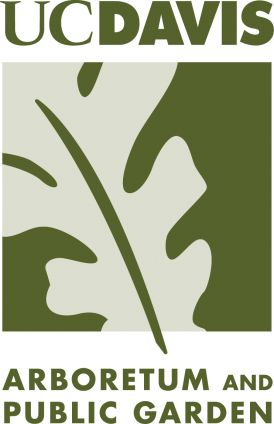 UCDAVIS
ARBORETUM AND
PUBLIC GARDEN